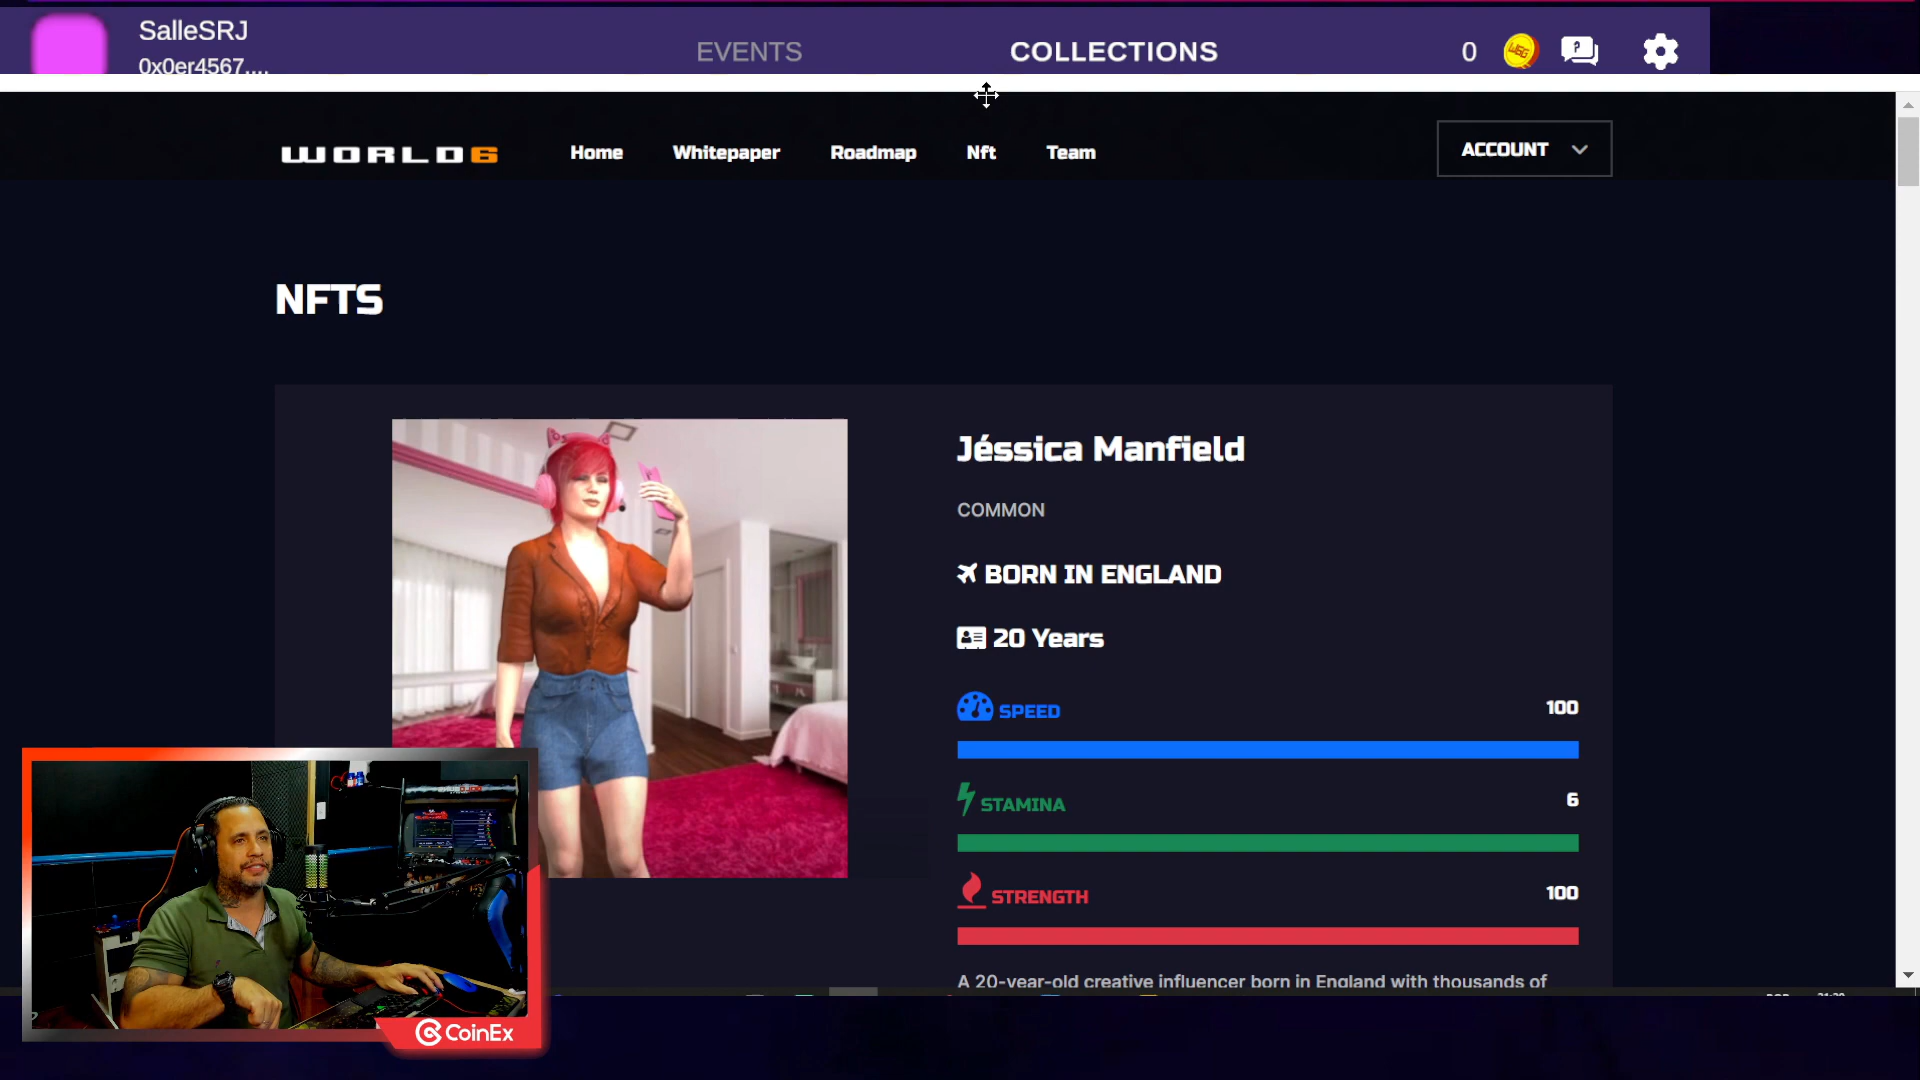 SalleSRJ
0x0er4567....
EVENTS
COLLECTIONS
0
WORLD6
Home
Whitepaper
Roadmap
Nft
Team
ACCOUNT
NFTS
Jéssica Manfield
COMMON
BORN IN ENGLAND
20 Years
SPEED
100
STAMINA
6
STRENGTH
100
A 20-year-old creative influencer born in England with thousands of
CoinEx